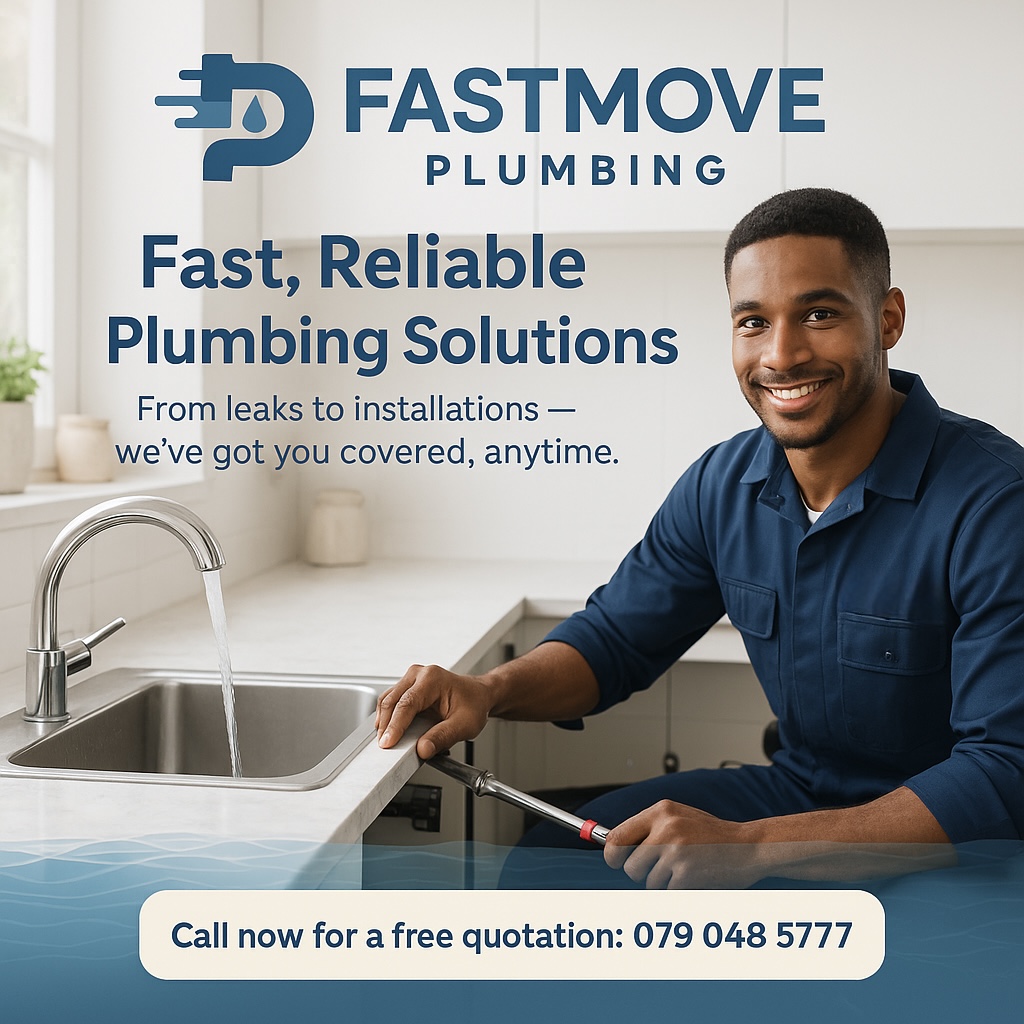 FASTMOVE
PLUMBING
Fast, Reliable
Plumbing Solutions
From leaks to installations —
we've got you covered, anytime.
Call now for a free quotation: 079 048 5777